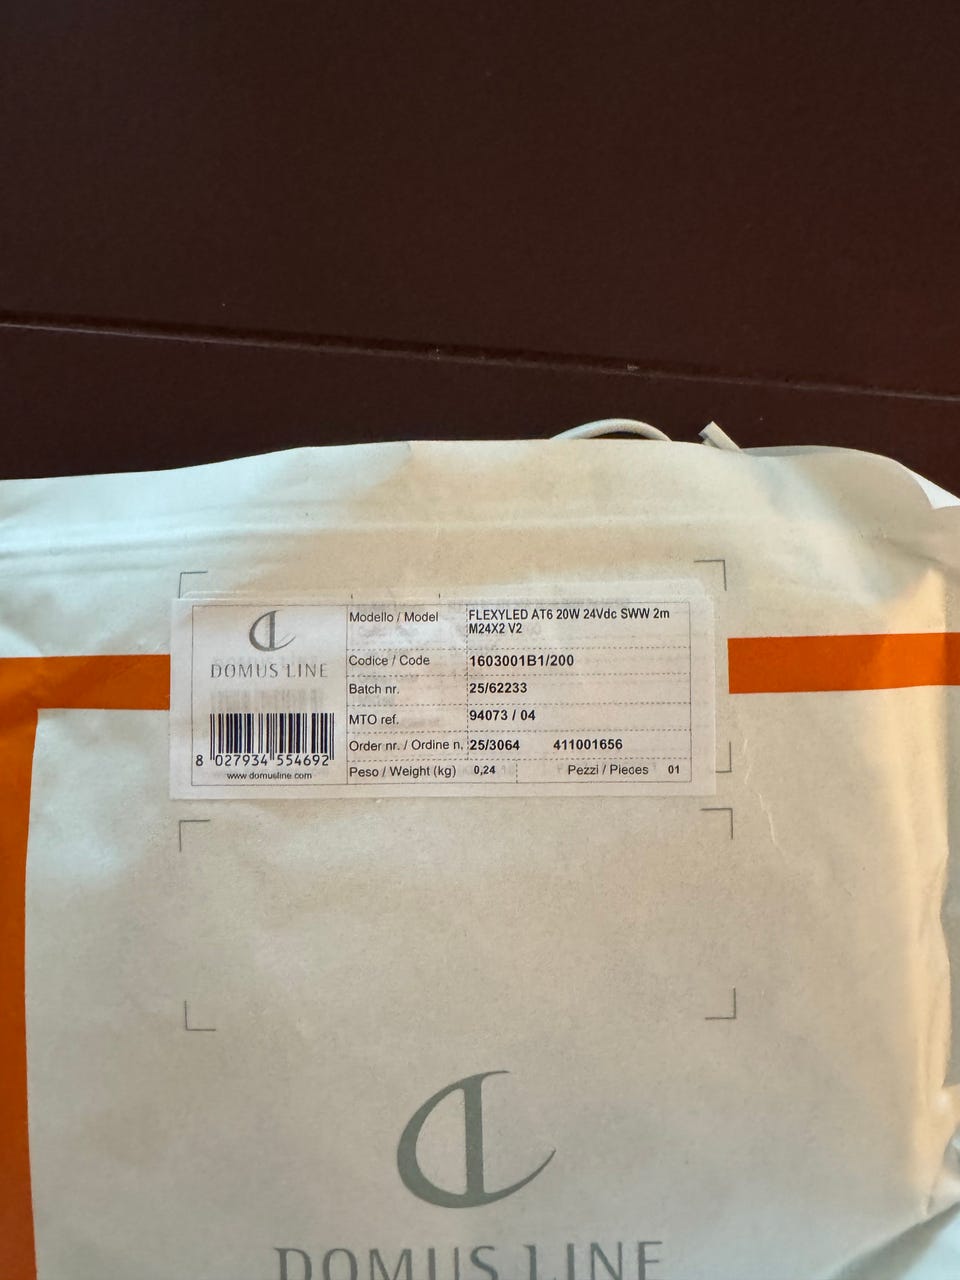 DOMUS LINE
8 027934 554692
www.domusline.com
Modello / Model FLEXYLED AT6 20W 24Vdc SWW 2m
M24X2 V2
Codice / Code 1603001B1/200
Batch nr. 25/62233
MTO ref. 94073 / 04
Order nr. / Ordine n. 25/3064 411001656
Peso / Weight (kg) 0,24 Pezzi / Pieces 01
DOMUS LINE